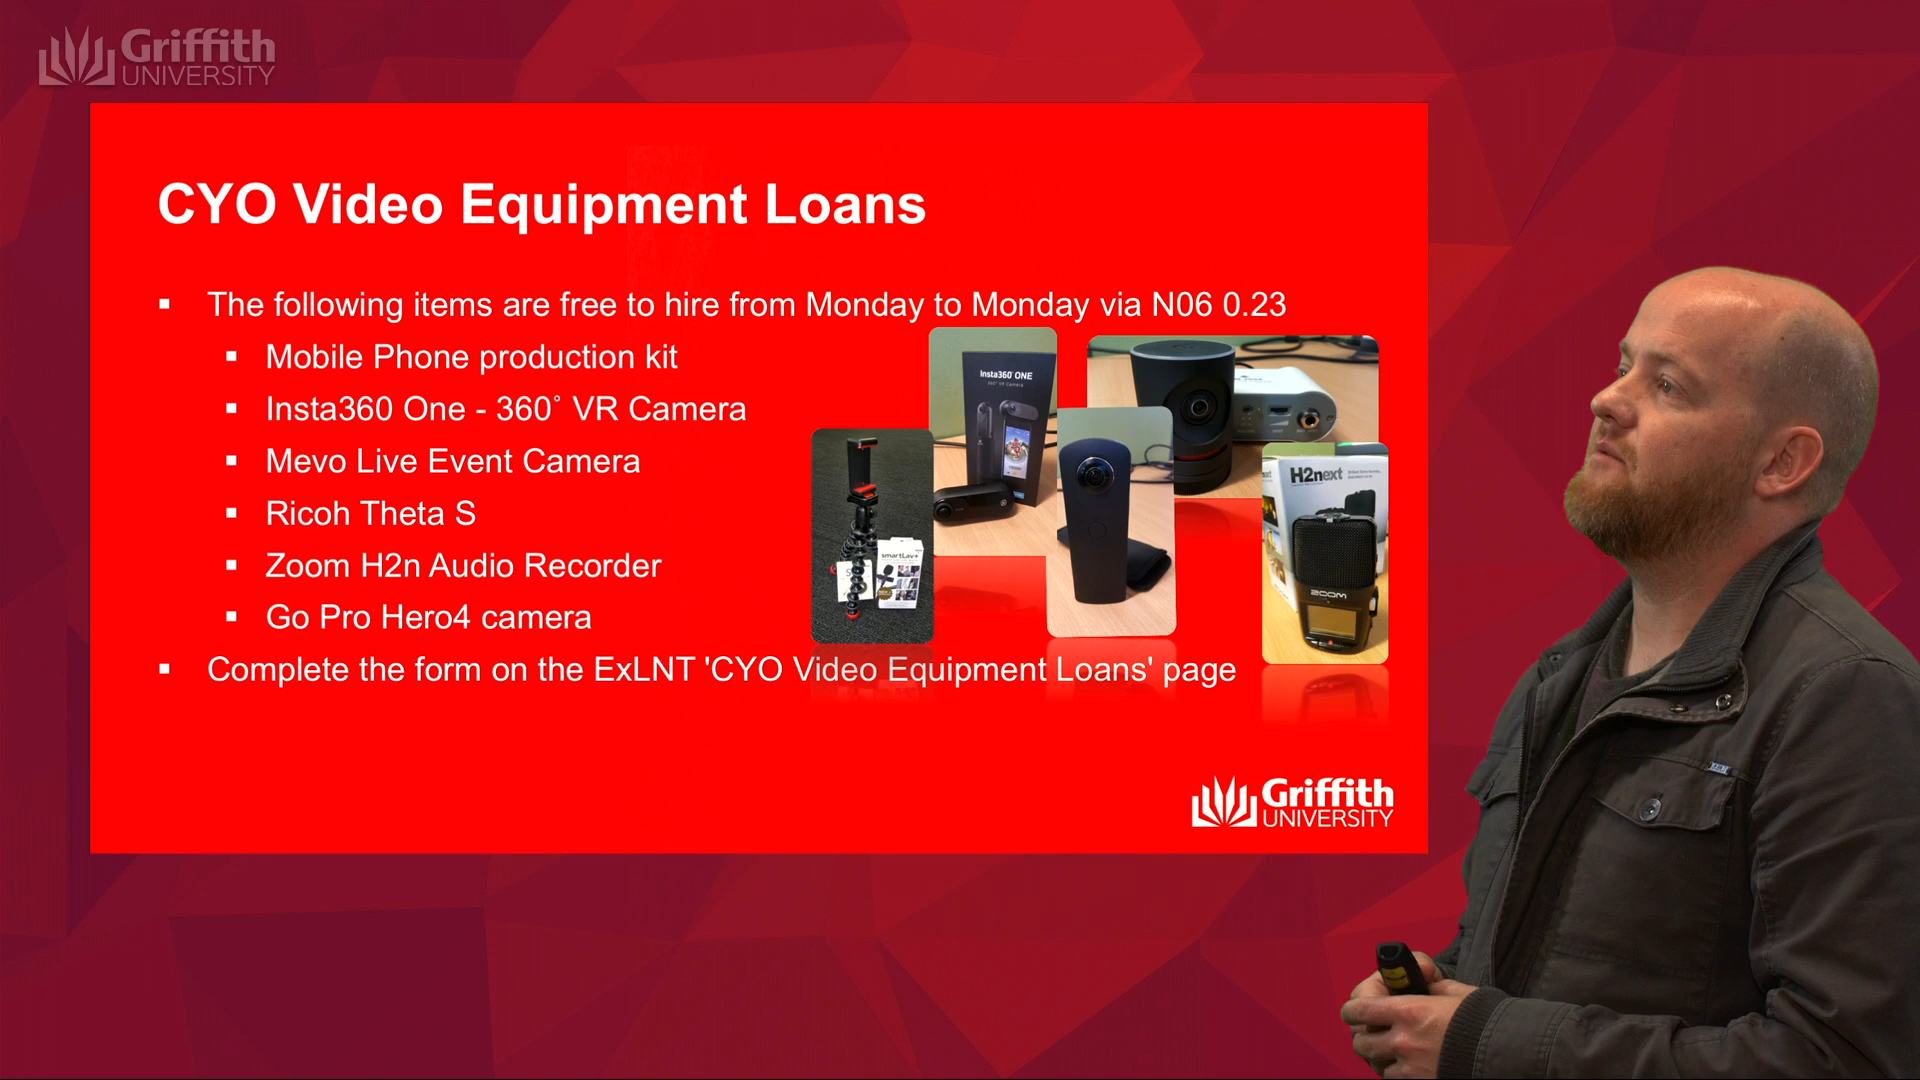 Griffith
UNIVERSITY
CYO Video Equipment Loans
The following items are free to hire from Monday to Monday via N06 0.23
Mobile Phone production kit
Insta360 One - 360˚ VR Camera
Mevo Live Event Camera
Ricoh Theta S
Zoom H2n Audio Recorder
Go Pro Hero4 camera
Complete the form on the ExLNT 'CYO Video Equipment Loans' page
Insta360 ONE
360° VR Camera
smartLav+
H2next
ZOOM
Griffith
UNIVERSITY